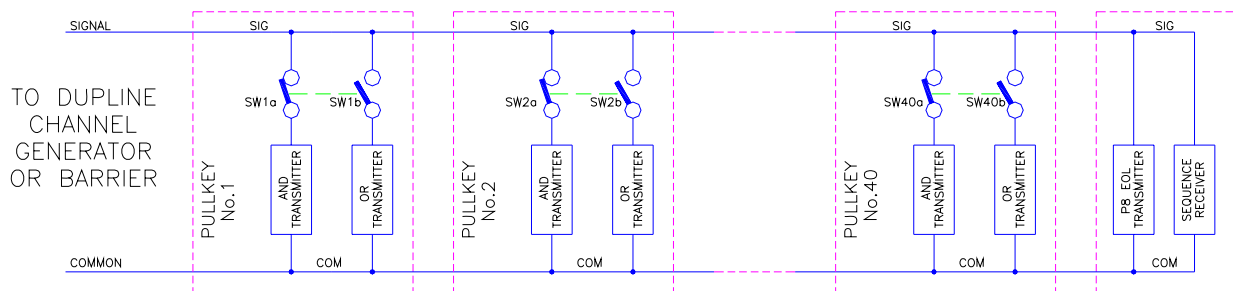 SIGNAL
SIG
SIG
SIG
SIG
TO DUPLINE
CHANNEL
GENERATOR
OR BARRIER
SW1a
SW1b
SW2a
SW2b
SW40a
SW40b
PULLKEY
No.1
AND
TRANSMITTER
OR
TRANSMITTER
PULLKEY
No.2
AND
TRANSMITTER
OR
TRANSMITTER
PULLKEY
No.40
AND
TRANSMITTER
OR
TRANSMITTER
P8 EOL
TRANSMITTER
SEQUENCE
RECEIVER
COMMON
COM
COM
COM
COM